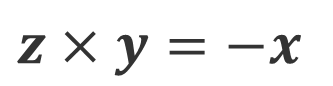 z × y = −x